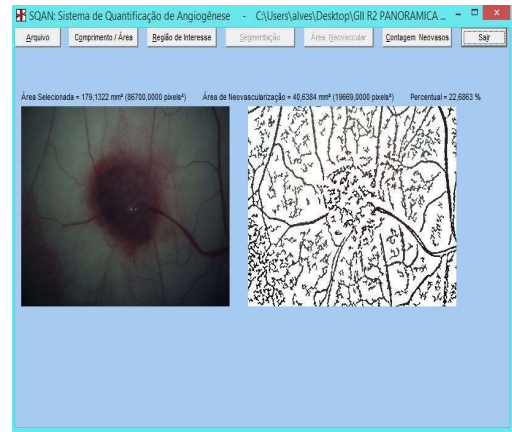 SQAN: Sistema de Quantificação de Angiogênese - C:\Users\alves\Desktop\GII R2 PANORAMICA ...
Arquivo Comprimento / Área Região de Interesse Segmentação Área Neovascular Contagem Neovasos Sair
Área Selecionada = 179,1322 mm² (86700,0000 pixels²) Área de Neovascularização = 40,6384 mm² (19669,0000 pixels²) Percentual = 22,6863 %